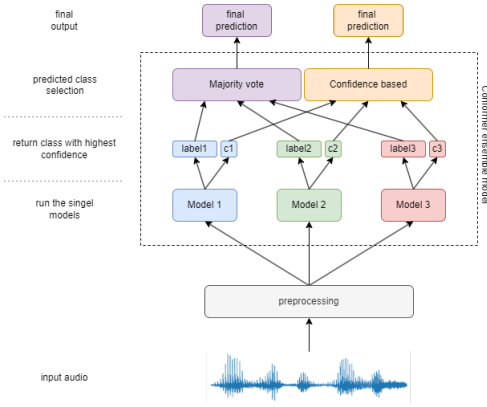 final
output
final
prediction
final
prediction
predicted class
selection
Majority vote
Confidence based
return class with highest
confidence
label1
c1
label2
c2
label3
c3
run the singel
models
Model 1
Model 2
Model 3
Conformer ensemble model
preprocessing
input audio